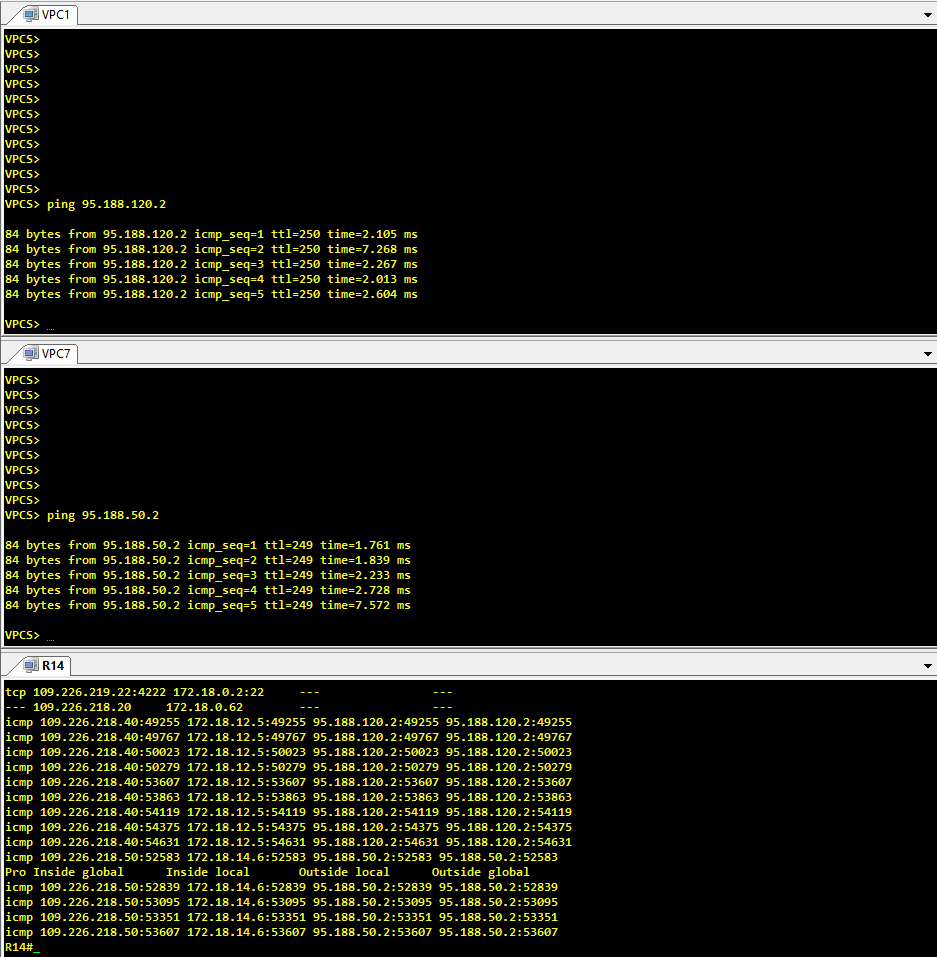 VPC1
VPCS>
VPCS>
VPCS>
VPCS>
VPCS>
VPCS>
VPCS>
VPCS>
VPCS>
VPCS>
VPCS>
VPCS> ping 95.188.120.2
84 bytes from 95.188.120.2 icmp_seq=1 ttl=250 time=2.105 ms
84 bytes from 95.188.120.2 icmp_seq=2 ttl=250 time=7.268 ms
84 bytes from 95.188.120.2 icmp_seq=3 ttl=250 time=2.267 ms
84 bytes from 95.188.120.2 icmp_seq=4 ttl=250 time=2.013 ms
84 bytes from 95.188.120.2 icmp_seq=5 ttl=250 time=2.604 ms
VPCS> _
VPC7
VPCS>
VPCS>
VPCS>
VPCS>
VPCS>
VPCS>
VPCS>
VPCS>
VPCS>
VPCS> ping 95.188.50.2
84 bytes from 95.188.50.2 icmp_seq=1 ttl=249 time=1.761 ms
84 bytes from 95.188.50.2 icmp_seq=2 ttl=249 time=1.839 ms
84 bytes from 95.188.50.2 icmp_seq=3 ttl=249 time=2.233 ms
84 bytes from 95.188.50.2 icmp_seq=4 ttl=249 time=2.728 ms
84 bytes from 95.188.50.2 icmp_seq=5 ttl=249 time=7.572 ms
VPCS> _
R14
tcp 109.226.219.22:4222 172.18.0.2:22     ---                ---
--- 109.226.218.20     172.18.0.62        ---                ---
icmp 109.226.218.40:49255 172.18.12.5:49255 95.188.120.2:49255 95.188.120.2:49255
icmp 109.226.218.40:49767 172.18.12.5:49767 95.188.120.2:49767 95.188.120.2:49767
icmp 109.226.218.40:50023 172.18.12.5:50023 95.188.120.2:50023 95.188.120.2:50023
icmp 109.226.218.40:50279 172.18.12.5:50279 95.188.120.2:50279 95.188.120.2:50279
icmp 109.226.218.40:53607 172.18.12.5:53607 95.188.120.2:53607 95.188.120.2:53607
icmp 109.226.218.40:53863 172.18.12.5:53863 95.188.120.2:53863 95.188.120.2:53863
icmp 109.226.218.40:54119 172.18.12.5:54119 95.188.120.2:54119 95.188.120.2:54119
icmp 109.226.218.40:54375 172.18.12.5:54375 95.188.120.2:54375 95.188.120.2:54375
icmp 109.226.218.40:54631 172.18.12.5:54631 95.188.120.2:54631 95.188.120.2:54631
icmp 109.226.218.50:52583 172.18.14.6:52583 95.188.50.2:52583 95.188.50.2:52583
Pro Inside global      Inside local       Outside local      Outside global
icmp 109.226.218.50:52839 172.18.14.6:52839 95.188.50.2:52839 95.188.50.2:52839
icmp 109.226.218.50:53095 172.18.14.6:53095 95.188.50.2:53095 95.188.50.2:53095
icmp 109.226.218.50:53351 172.18.14.6:53351 95.188.50.2:53351 95.188.50.2:53351
icmp 109.226.218.50:53607 172.18.14.6:53607 95.188.50.2:53607 95.188.50.2:53607
R14#_